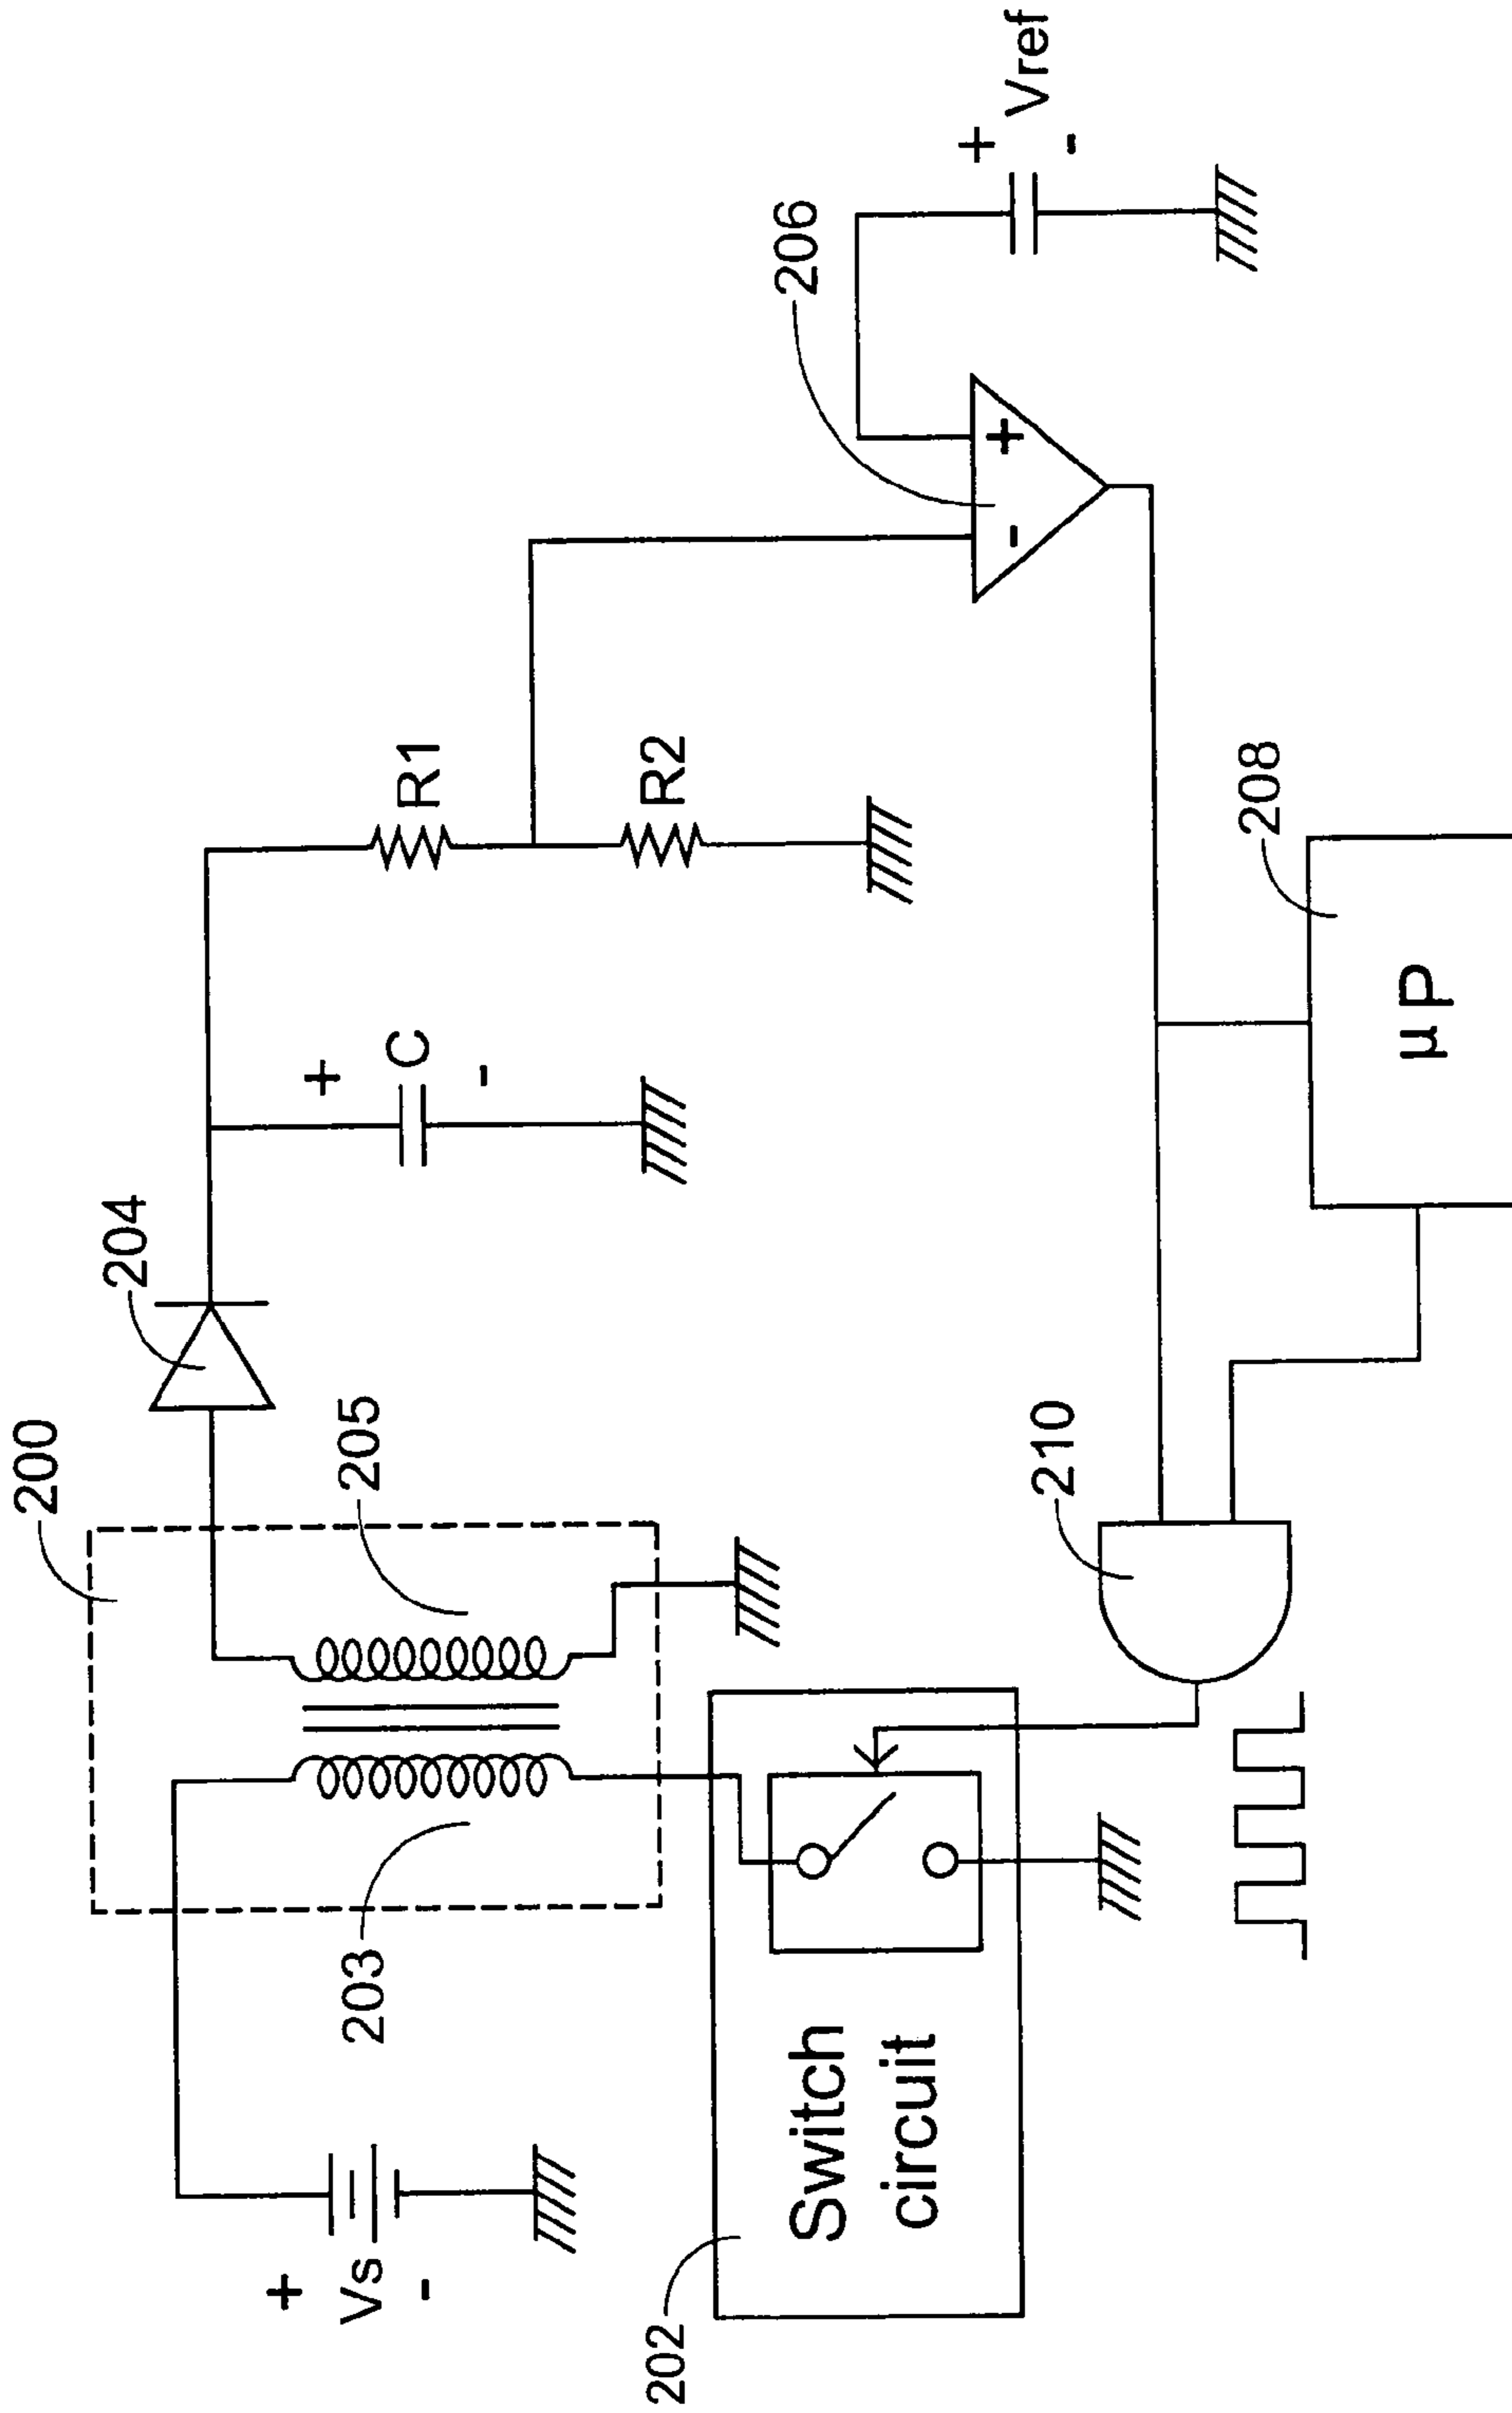 200
204
205
203
+
Vs
-
+
C
-
R1
R2
206
+
Vref
-
-
+
202
Switch
circuit
210
208
µP